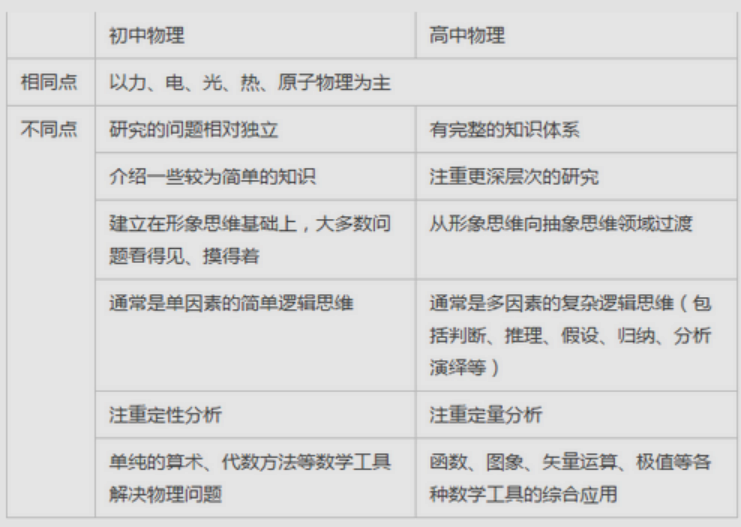 初中物理 高中物理
相同点 以力、电、光、热、原子物理为主
不同点 研究的问题相对独立 有完整的知识体系
介绍一些较为简单的知识 注重更深层次的研究
建立在形象思维基础上，大多数问 从形象思维向抽象思维领域过渡
题看得见、摸得着
通常是单因素的简单逻辑思维 通常是多因素的复杂逻辑思维（包
括判断、推理、假设、归纳、分析
演绎等）
注重定性分析 注重定量分析
单纯的算术、代数方法等数学工具 函数、图象、矢量运算、极值等各
解决物理问题 种数学工具的综合应用